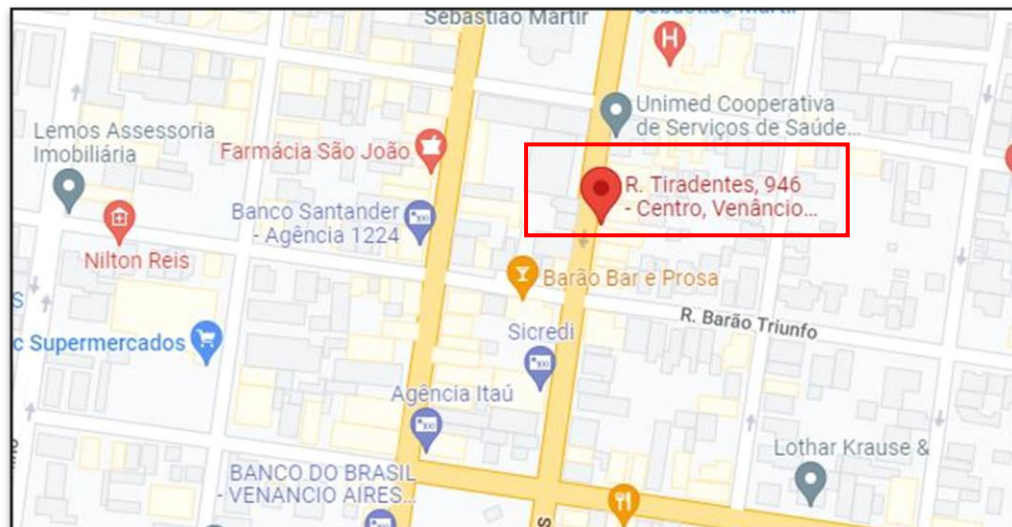 Sebastião Martir
H
Unimed Cooperativa
de Serviços de Saúde...
Lemos Assessoria
Imobiliária
Farmácia São João
R. Tiradentes, 946
- Centro, Venâncio...
Banco Santander
- Agência 1224
Nilton Reis
Barão Bar e Prosa
R. Barão Triunfo
S
c Supermercados
Sicredi
Agência Itaú
Lothar Krause &
BANCO DO BRASIL
- VENANCIO AIRES...
S